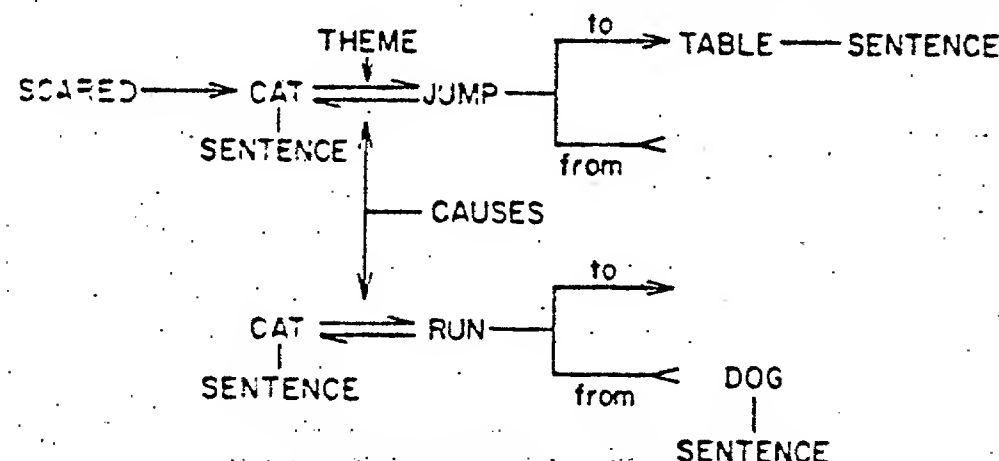 THEME
to
SCARED CAT JUMP TABLE SENTENCE
SENTENCE
from
CAUSES
to
CAT RUN
SENTENCE
from
DOG
SENTENCE